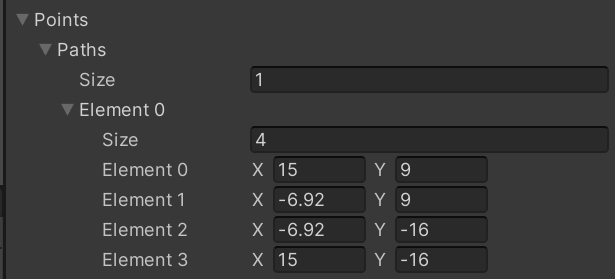 Points
Paths
Size 1
Element 0
Size 4
Element 0 X 15 Y 9
Element 1 X -6.92 Y 9
Element 2 X -6.92 Y -16
Element 3 X 15 Y -16